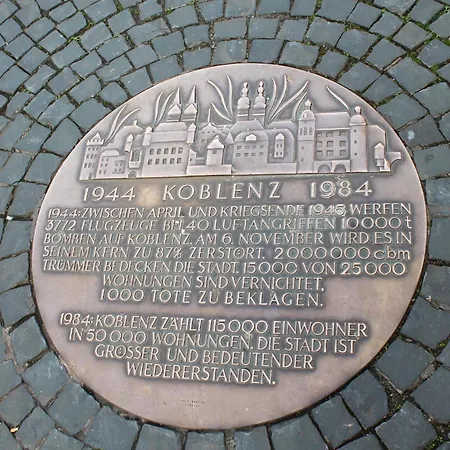 1944 KOBLENZ 1984
1944: ZWISCHEN APRIL UND KRIEGSENDE 1945 WERFEN
3772 FLUGZEUGE BEI 40 LUFTANGRIFFEN 10000 t
BOMBEN AUF KOBLENZ. AM 6. NOVEMBER WIRD ES IN
SEINEM KERN ZU 87% ZERSTÖRT. 2000000 cbm
TRÜMMER BEDECKEN DIE STADT. 15000 VON 25000
WOHNUNGEN SIND VERNICHTET.
1000 TOTE ZU BEKLAGEN.
1984: KOBLENZ ZÄHLT 115000 EINWOHNER
IN 50000 WOHNUNGEN. DIE STADT IST
GRÖSSER UND BEDEUTENDER
WIEDERERSTANDEN.